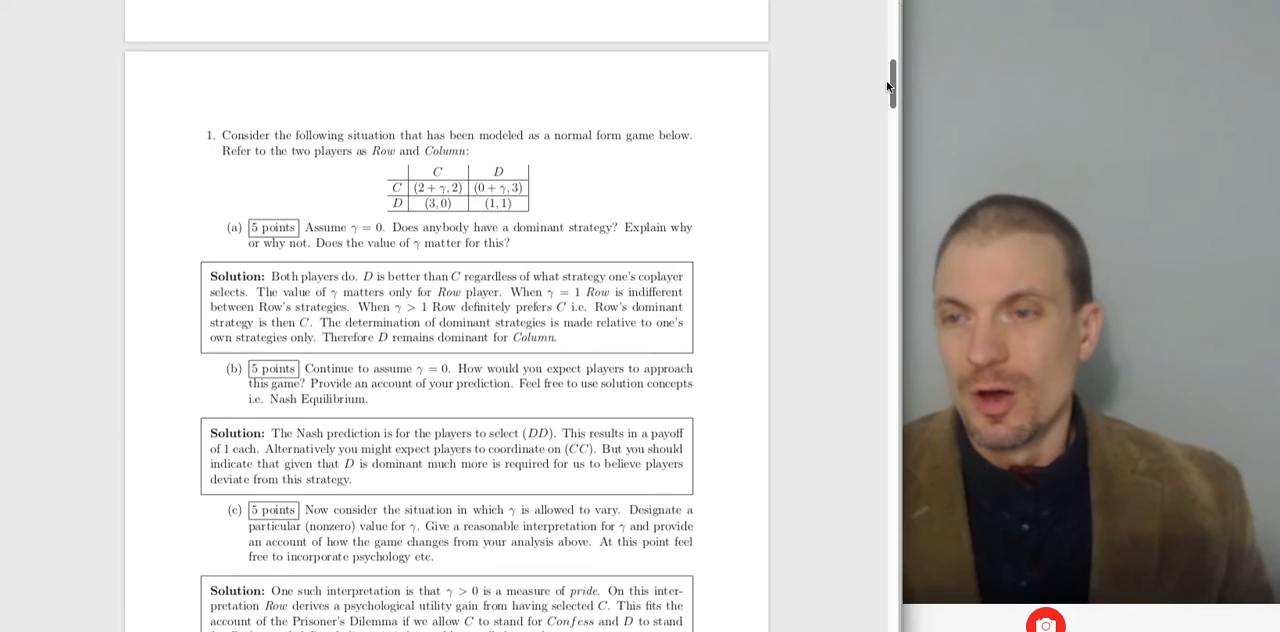 1. Consider the following situation that has been modeled as a normal form game below.
Refer to the two players as Row and Column:
C D
C (2 + γ, 2) (0 + γ, 3)
D (3, 0) (1, 1)
(a) 5 points Assume γ = 0. Does anybody have a dominant strategy? Explain why
or why not. Does the value of γ matter for this?
Solution: Both players do. D is better than C regardless of what strategy one's coplayer
selects. The value of γ matters only for Row player. When γ = 1 Row is indifferent
between Row's strategies. When γ > 1 Row definitely prefers C i.e. Row's dominant
strategy is then C. The determination of dominant strategies is made relative to one's
own strategies only. Therefore D remains dominant for Column.
(b) 5 points Continue to assume γ = 0. How would you expect players to approach
this game? Provide an account of your prediction. Feel free to use solution concepts
i.e. Nash Equilibrium.
Solution: The Nash prediction is for the players to select (DD). This results in a payoff
of 1 each. Alternatively you might expect players to coordinate on (CC). But you should
indicate that given that D is dominant much more is required for us to believe players
deviate from this strategy.
(c) 5 points Now consider the situation in which γ is allowed to vary. Designate a
particular (nonzero) value for γ. Give a reasonable interpretation for γ and provide
an account of how the game changes from your analysis above. At this point feel
free to incorporate psychology etc.
Solution: One such interpretation is that γ > 0 is a measure of pride. On this inter-
pretation Row derives a psychological utility gain from having selected C. This fits the
account of the Prisoner's Dilemma if we allow C to stand for Confess and D to stand